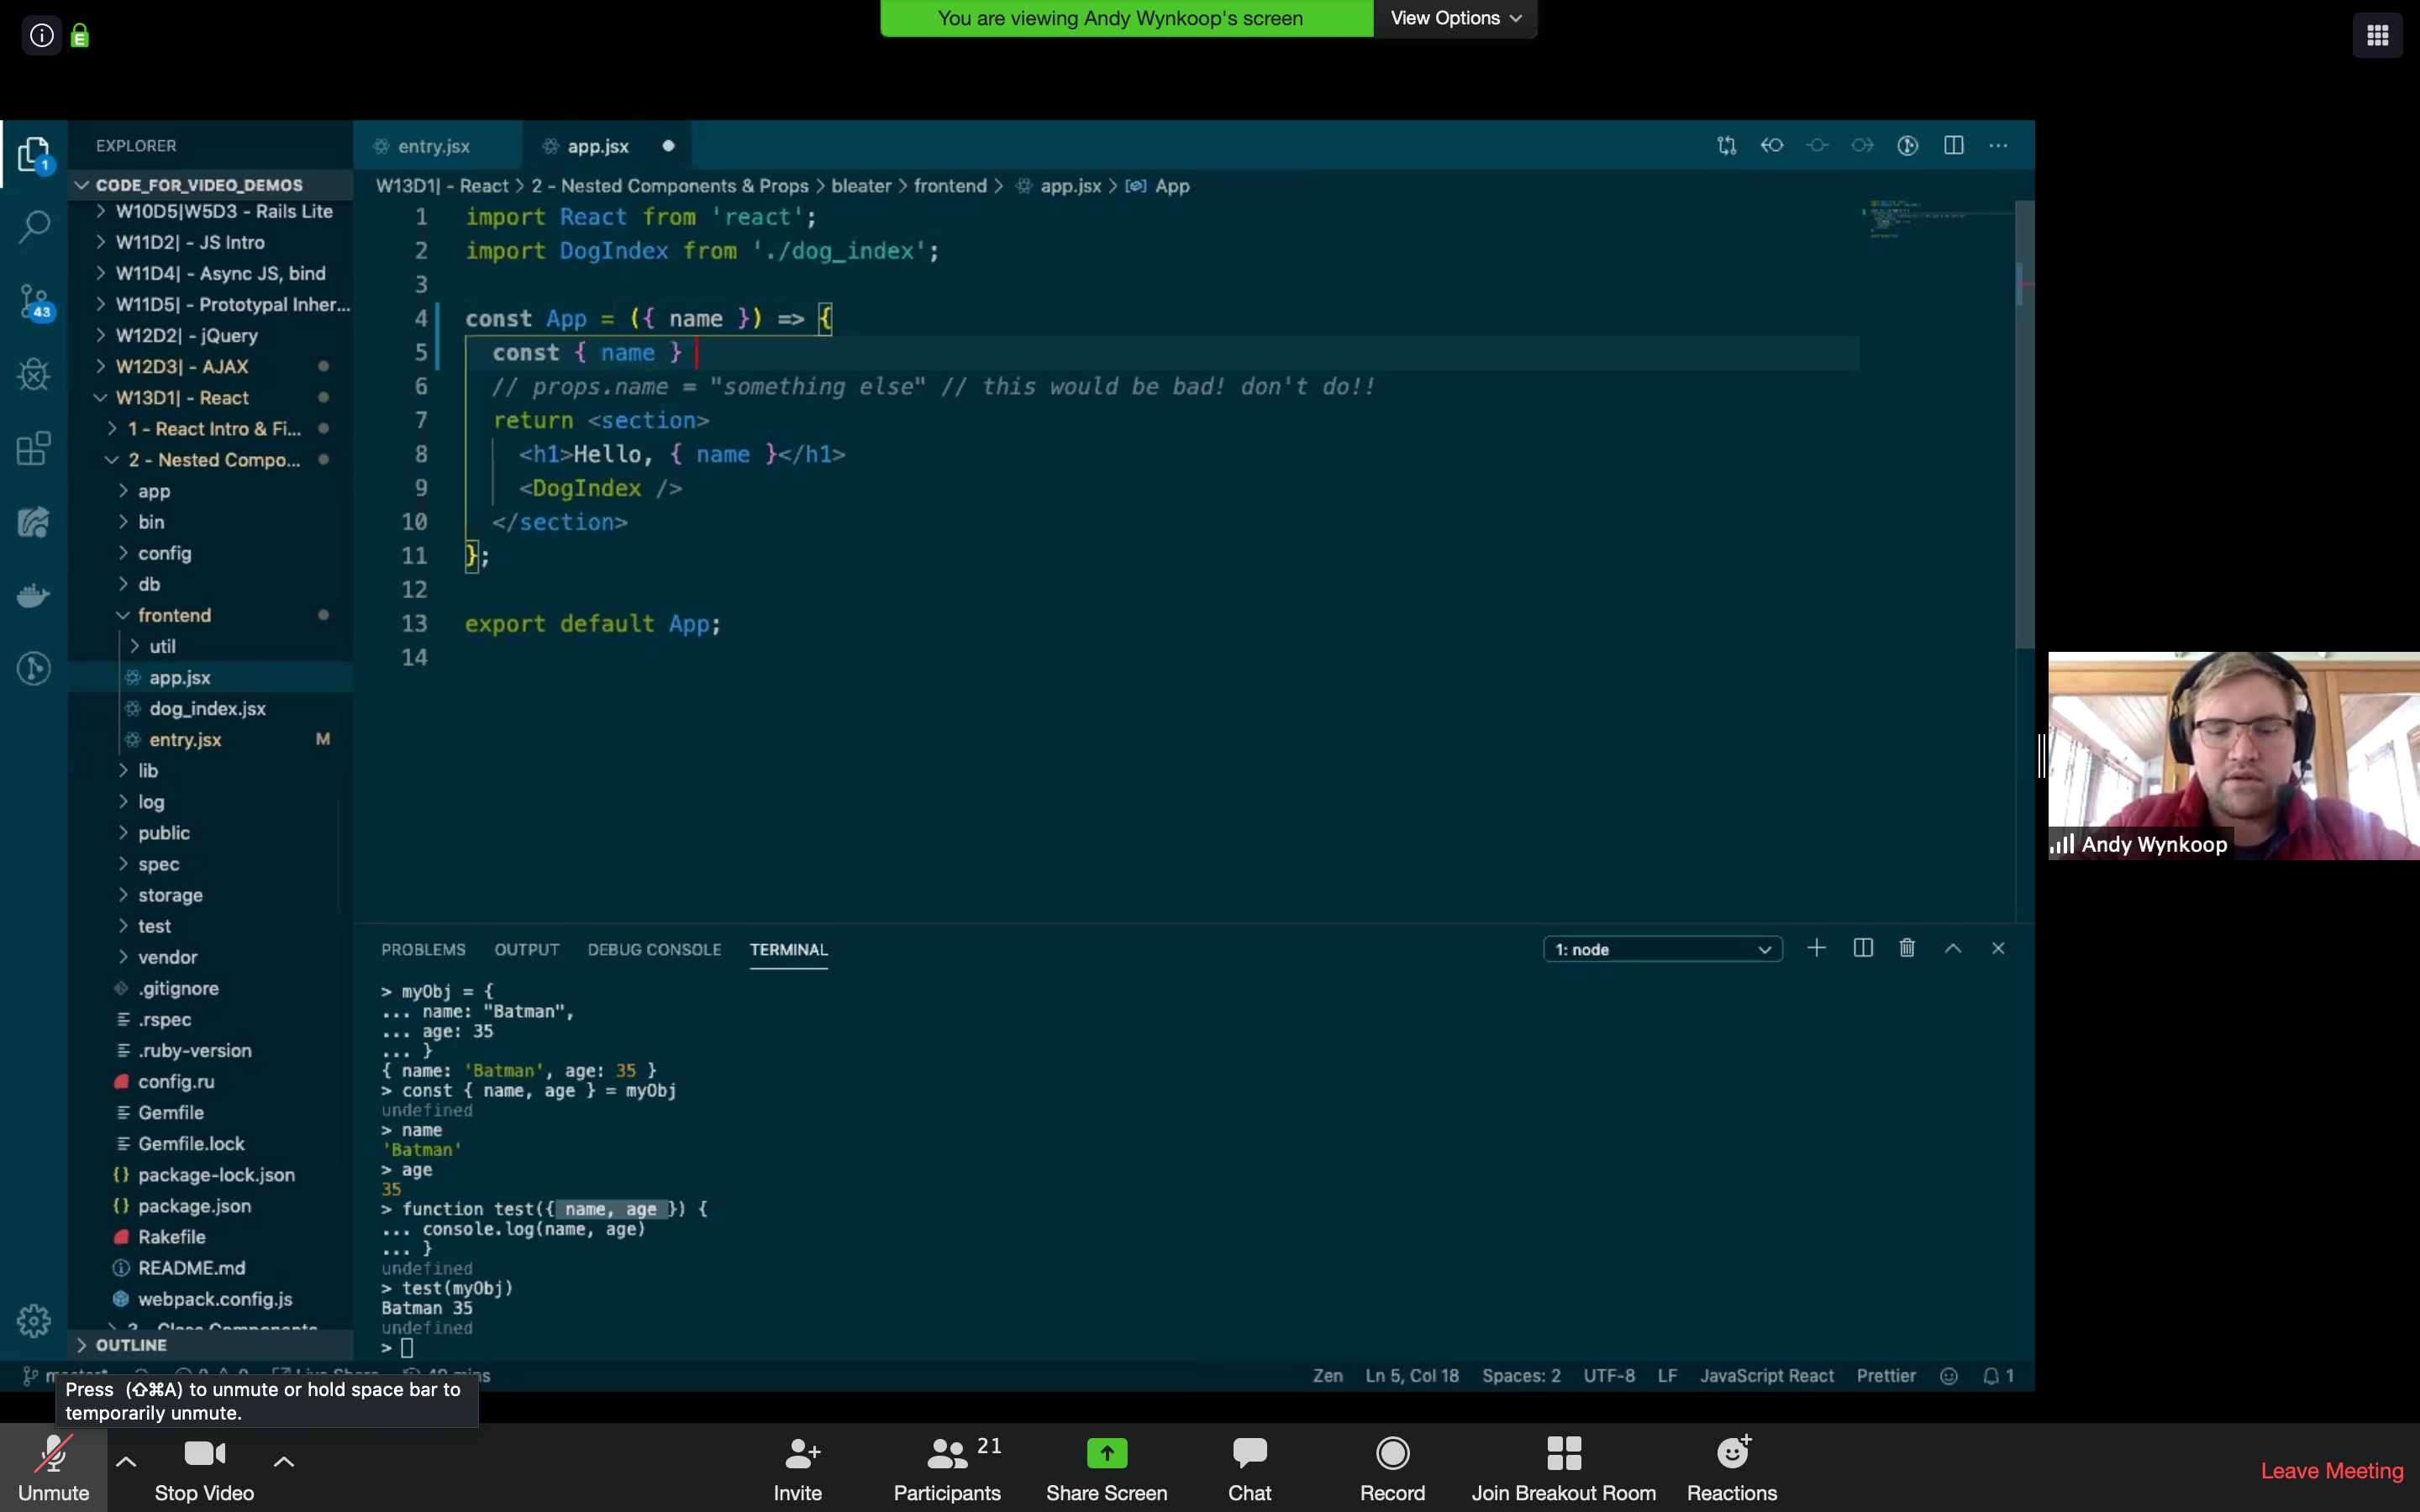 You are viewing Andy Wynkoop's screen
View Options
EXPLORER
CODE_FOR_VIDEO_DEMOS
W10D5|W5D3 - Rails Lite
W11D2| - JS Intro
W11D4| - Async JS, bind
W11D5| - Prototypal Inher...
W12D2| - jQuery
W12D3| - AJAX
W13D1| - React
1 - React Intro & Fi...
2 - Nested Compo...
app
bin
config
db
frontend
util
app.jsx
dog_index.jsx
entry.jsx M
lib
log
public
spec
storage
test
vendor
.gitignore
.rspec
.ruby-version
config.ru
Gemfile
Gemfile.lock
package-lock.json
package.json
Rakefile
README.md
webpack.config.js
OUTLINE
1
43
entry.jsx
app.jsx
W13D1| - React > 2 - Nested Components & Props > bleater > frontend > app.jsx > App
1 import React from 'react';
2 import DogIndex from './dog_index';
3
4 const App = ({ name }) => {
5 const { name }
6 // props.name = "something else" // this would be bad! don't do!!
7 return <section>
8 <h1>Hello, { name }</h1>
9 <DogIndex />
10 </section>
11 };
12
13 export default App;
14
PROBLEMS OUTPUT DEBUG CONSOLE TERMINAL
1: node
> myObj = {
... name: "Batman",
... age: 35
... }
{ name: 'Batman', age: 35 }
> const { name, age } = myObj
undefined
> name
'Batman'
> age
35
> function test({ name, age }) {
... console.log(name, age)
... }
undefined
> test(myObj)
Batman 35
undefined
>
Zen Ln 5, Col 18 Spaces: 2 UTF-8 LF JavaScript React Prettier 1
Andy Wynkoop
Press (⇧⌘A) to unmute or hold space bar to
temporarily unmute.
Unmute
Stop Video
Invite
Participants 21
Share Screen
Chat
Record
Join Breakout Room
Reactions
Leave Meeting